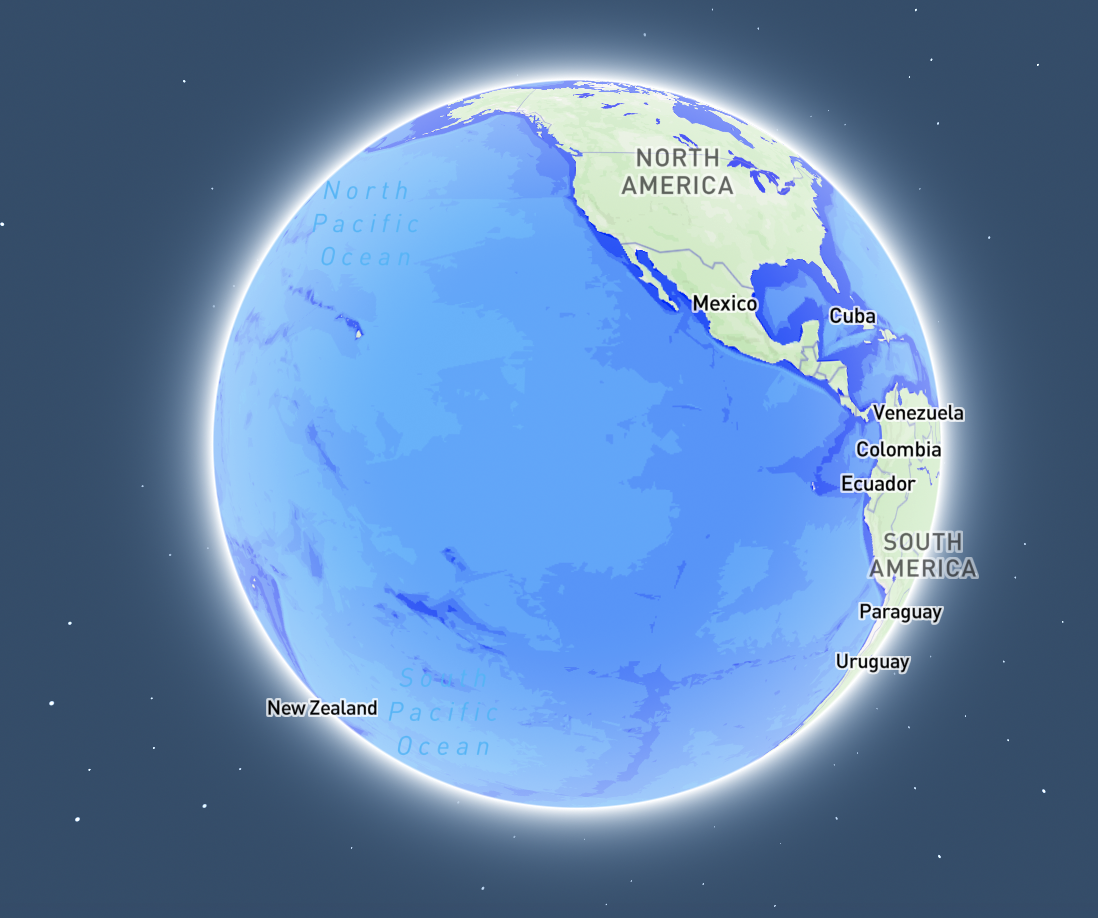 NORTH
AMERICA
North
Pacific
Ocean
Mexico
Cuba
Venezuela
Colombia
Ecuador
SOUTH
AMERICA
Paraguay
Uruguay
South
Pacific
Ocean
New Zealand